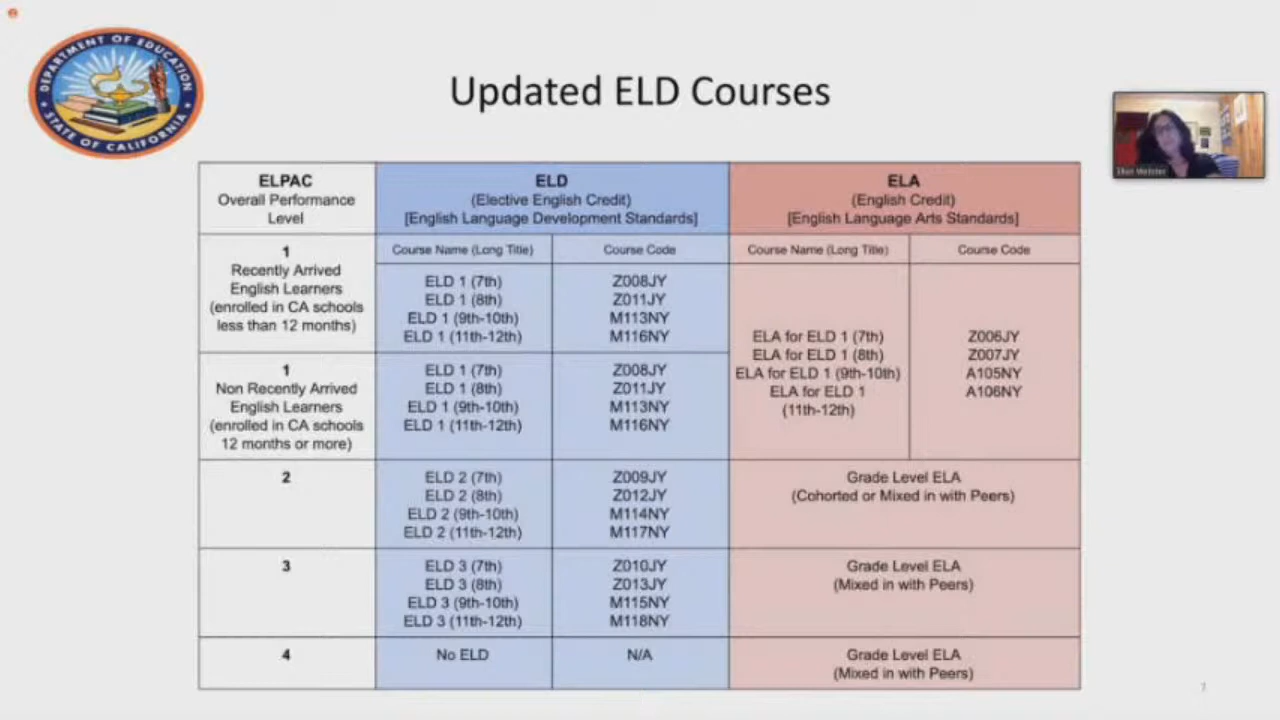 DEPARTMENT OF EDUCATION
STATE OF CALIFORNIA
Updated ELD Courses
ELPAC
Overall Performance
Level
ELD
(Elective English Credit)
[English Language Development Standards]
ELA
(English Credit)
[English Language Arts Standards]
Course Name (Long Title)
Course Code
Course Name (Long Title)
Course Code
1
Recently Arrived
English Learners
(enrolled in CA schools
less than 12 months)
ELD 1 (7th)
ELD 1 (8th)
ELD 1 (9th-10th)
ELD 1 (11th-12th)
Z008JY
Z011JY
M113NY
M116NY
ELA for ELD 1 (7th)
ELA for ELD 1 (8th)
ELA for ELD 1 (9th-10th)
ELA for ELD 1
(11th-12th)
Z006JY
Z007JY
A105NY
A106NY
1
Non Recently Arrived
English Learners
(enrolled in CA schools
12 months or more)
ELD 1 (7th)
ELD 1 (8th)
ELD 1 (9th-10th)
ELD 1 (11th-12th)
Z008JY
Z011JY
M113NY
M116NY
2
ELD 2 (7th)
ELD 2 (8th)
ELD 2 (9th-10th)
ELD 2 (11th-12th)
Z009JY
Z012JY
M114NY
M117NY
Grade Level ELA
(Cohorted or Mixed in with Peers)
3
ELD 3 (7th)
ELD 3 (8th)
ELD 3 (9th-10th)
ELD 3 (11th-12th)
Z010JY
Z013JY
M115NY
M118NY
Grade Level ELA
(Mixed in with Peers)
4
No ELD
N/A
Grade Level ELA
(Mixed in with Peers)
7